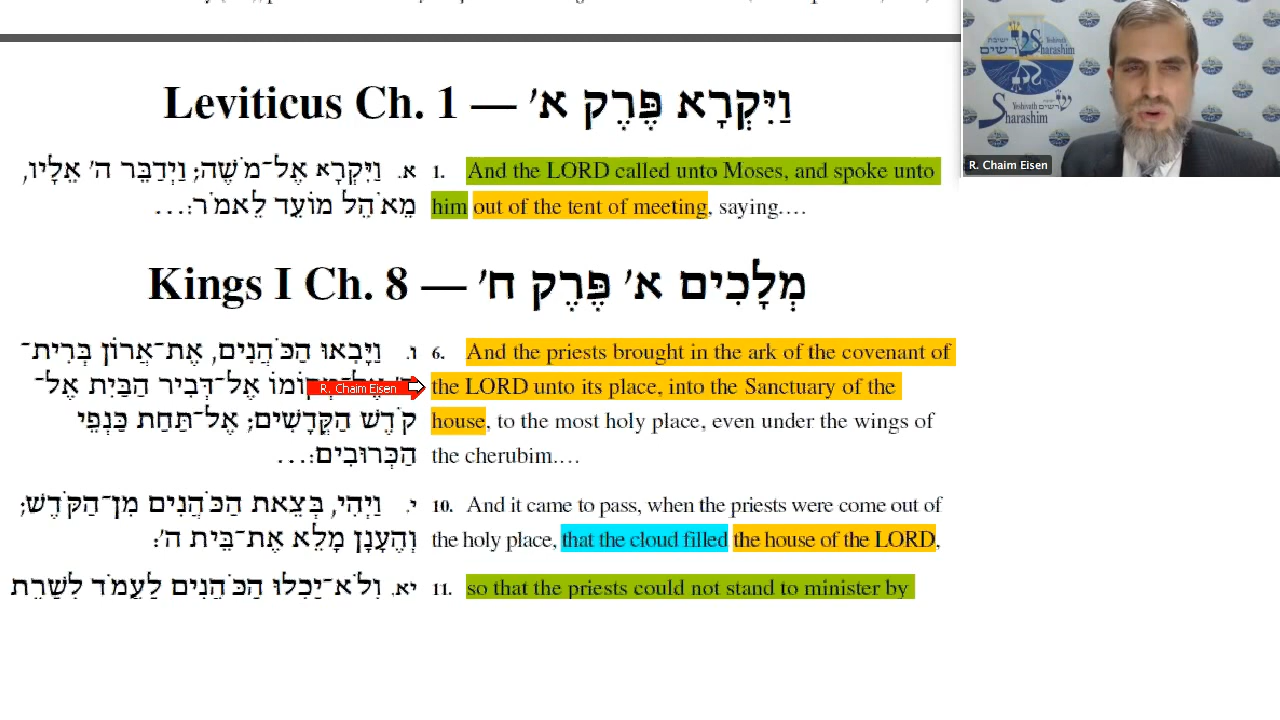 Leviticus Ch. 1 — וַיִּקְרָא פֶּרֶק א'
א. וַיִּקְרָא אֶל־מֹשֶׁה; וַיְדַבֵּר ה' אֵלָיו,
מֵאֹהֶל מוֹעֵד לֵאמֹר:…
1. And the LORD called unto Moses, and spoke unto
him out of the tent of meeting, saying….
Kings I Ch. 8 — מְלָכִים א' פֶּרֶק ח'
ו. וַיָּבִאוּ הַכֹּהֲנִים, אֶת־אֲרוֹן בְּרִית־
אֶל־דְּבִיר הַבַּיִת אֶל־
קֹדֶשׁ הַקֳּדָשִׁים; אֶל־תַּחַת כַּנְפֵי
הַכְּרוּבִים:…
R. Chaim Eisen
6. And the priests brought in the ark of the covenant of
the LORD unto its place, into the Sanctuary of the
house, to the most holy place, even under the wings of
the cherubim….
י. וַיְהִי, בְּצֵאת הַכֹּהֲנִים מִן־הַקֹּדֶשׁ;
וְהֶעָנָן מָלֵא אֶת־בֵּית ה':
10. And it came to pass, when the priests were come out of
the holy place, that the cloud filled the house of the LORD,
יא. וְלֹא־יָכְלוּ הַכֹּהֲנִים לַעֲמֹד לְשָׁרֵת
11. so that the priests could not stand to minister by
ישיבת
שרשים
Yeshivath
Sharashim
Yeshivath
Sharashim
R. Chaim Eisen